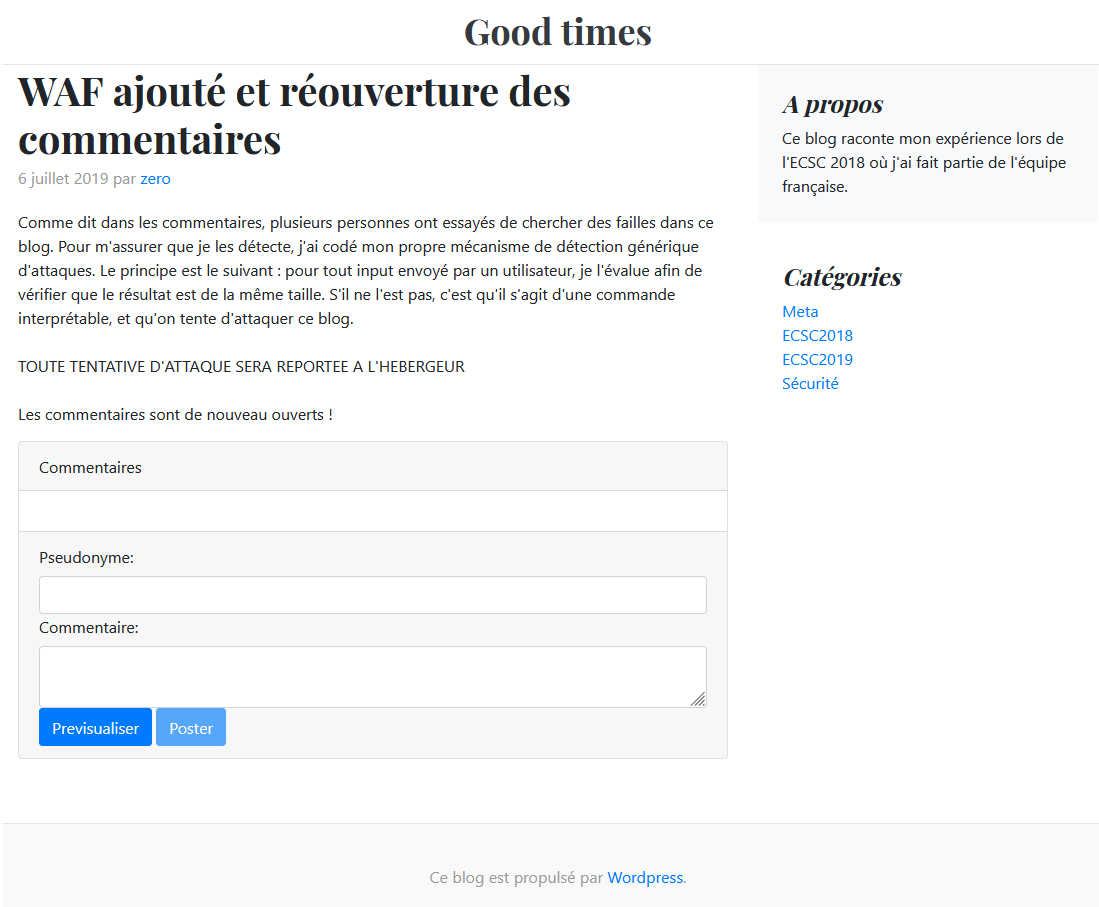 Good times
WAF ajouté et réouverture des
commentaires
6 juillet 2019 par zero
Comme dit dans les commentaires, plusieurs personnes ont essayés de chercher des failles dans ce
blog. Pour m'assurer que je les détecte, j'ai codé mon propre mécanisme de détection générique
d'attaques. Le principe est le suivant : pour tout input envoyé par un utilisateur, je l'évalue afin de
vérifier que le résultat est de la même taille. S'il ne l'est pas, c'est qu'il s'agit d'une commande
interprétable, et qu'on tente d'attaquer ce blog.
TOUTE TENTATIVE D'ATTAQUE SERA REPORTEE A L'HEBERGEUR
Les commentaires sont de nouveau ouverts !
Commentaires
Pseudonyme:
Commentaire:
Previsualiser Poster
A propos
Ce blog raconte mon expérience lors de
l'ECSC 2018 où j'ai fait partie de l'équipe
française.
Catégories
Meta
ECSC2018
ECSC2019
Sécurité
Ce blog est propulsé par Wordpress.